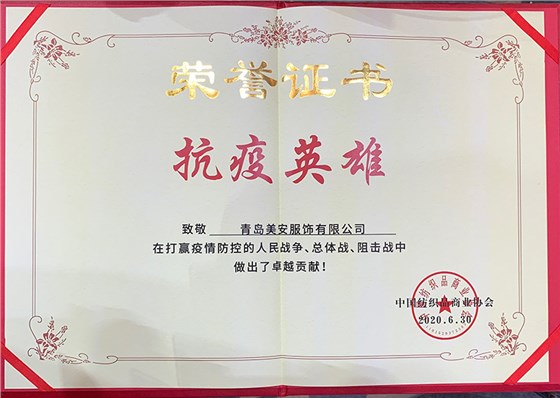 荣誉证书
抗疫英雄
致敬 青岛美安服饰有限公司
在打赢疫情防控的人民战争、总体战、阻击战中
做出了卓越贡献！
中国纺织品商业协会
2020.6.30